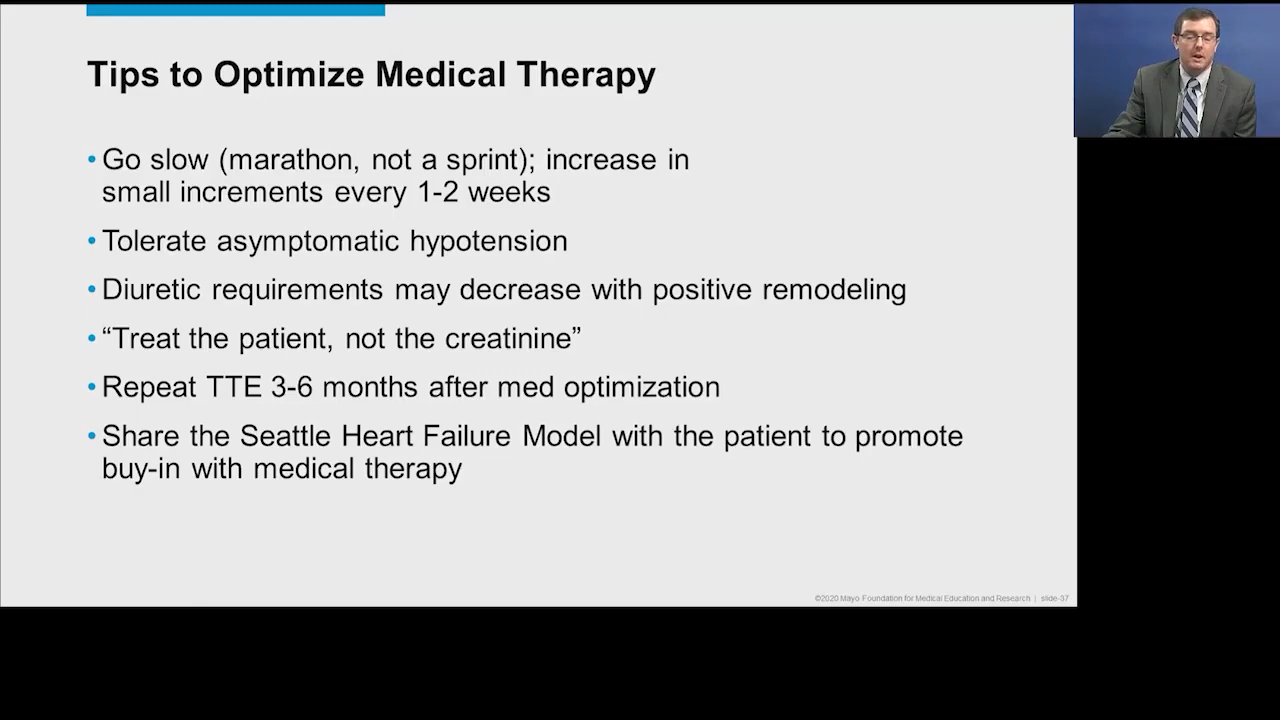 Tips to Optimize Medical Therapy
•Go slow (marathon, not a sprint); increase in
small increments every 1-2 weeks
•Tolerate asymptomatic hypotension
•Diuretic requirements may decrease with positive remodeling
•“Treat the patient, not the creatinine”
•Repeat TTE 3-6 months after med optimization
•Share the Seattle Heart Failure Model with the patient to promote
buy-in with medical therapy
©2020 Mayo Foundation for Medical Education and Research | slide-37